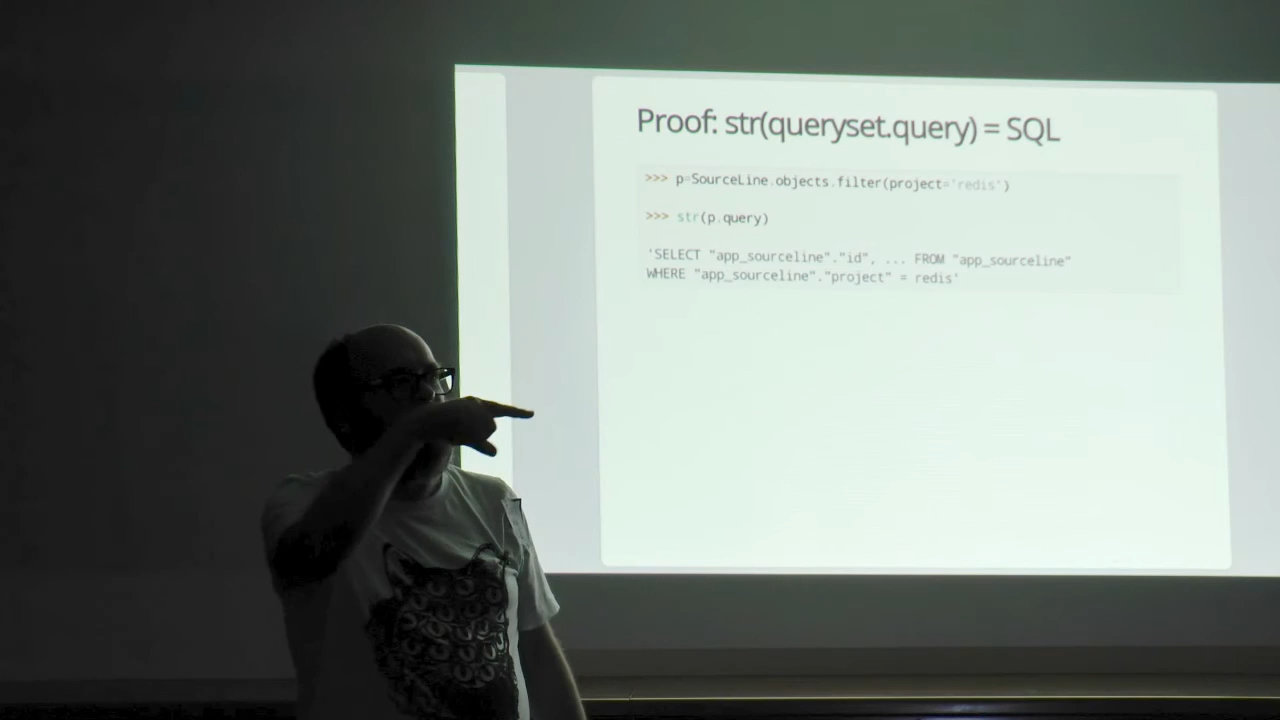 Proof: str(queryset.query) = SQL
>>> p=SourceLine.objects.filter(project='redis')
>>> str(p.query)
'SELECT "app_sourceline"."id", ... FROM "app_sourceline"
WHERE "app_sourceline"."project" = redis'